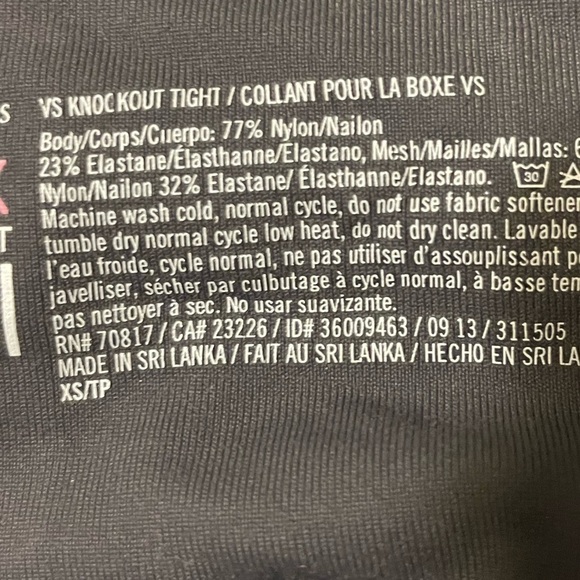 VS KNOCKOUT TIGHT / COLLANT POUR LA BOXE VS
Body/Corps/Cuerpo: 77% Nylon/Nailon
23% Elastane/Élasthanne/Elastano, Mesh/Mailles/Mallas: 6
Nylon/Nailon 32% Elastane/ Élasthanne/Elastano. 30
Machine wash cold, normal cycle, do not use fabric softener
tumble dry normal cycle low heat, do not dry clean. Lavable
l'eau froide, cycle normal, ne pas utiliser d'assouplissant
javelliser, sécher par culbutage à cycle normal, à basse tem
pas nettoyer à sec. No usar suavizante.
RN# 70817 / CA# 23226 / ID# 36009463 / 09 13 / 311505
MADE IN SRI LANKA / FAIT AU SRI LANKA / HECHO EN SRI LA
XS/TP